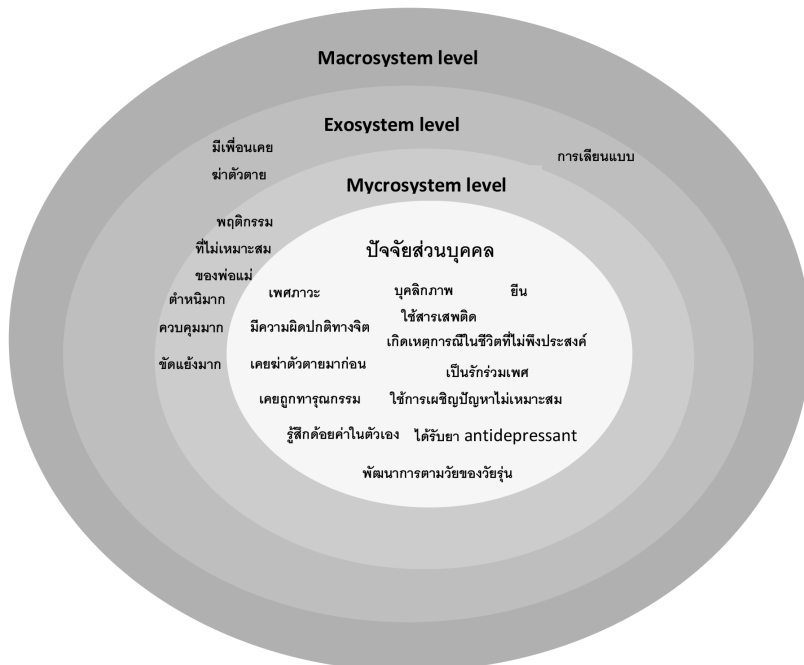 Macrosystem level
Exosystem level
มีเพื่อนเคย
ฆ่าตัวตาย
การเลียนแบบ
Mycrosystem level
พฤติกรรม
ที่ไม่เหมาะสม
ของพ่อแม่
ตำหนิมาก
ควบคุมมาก
ขัดแย้งมาก
ปัจจัยส่วนบุคคล
เพศภาวะ
บุคลิกภาพ
ยีน
ใช้สารเสพติด
มีความผิดปกติทางจิต
เกิดเหตุการณ์ในชีวิตที่ไม่พึงประสงค์
เคยฆ่าตัวตายมาก่อน
เป็นรักร่วมเพศ
เคยถูกทารุณกรรม
ใช้การเผชิญปัญหาไม่เหมาะสม
รู้สึกด้อยค่าในตัวเอง
ได้รับยา antidepressant
พัฒนาการตามวัยของวัยรุ่น